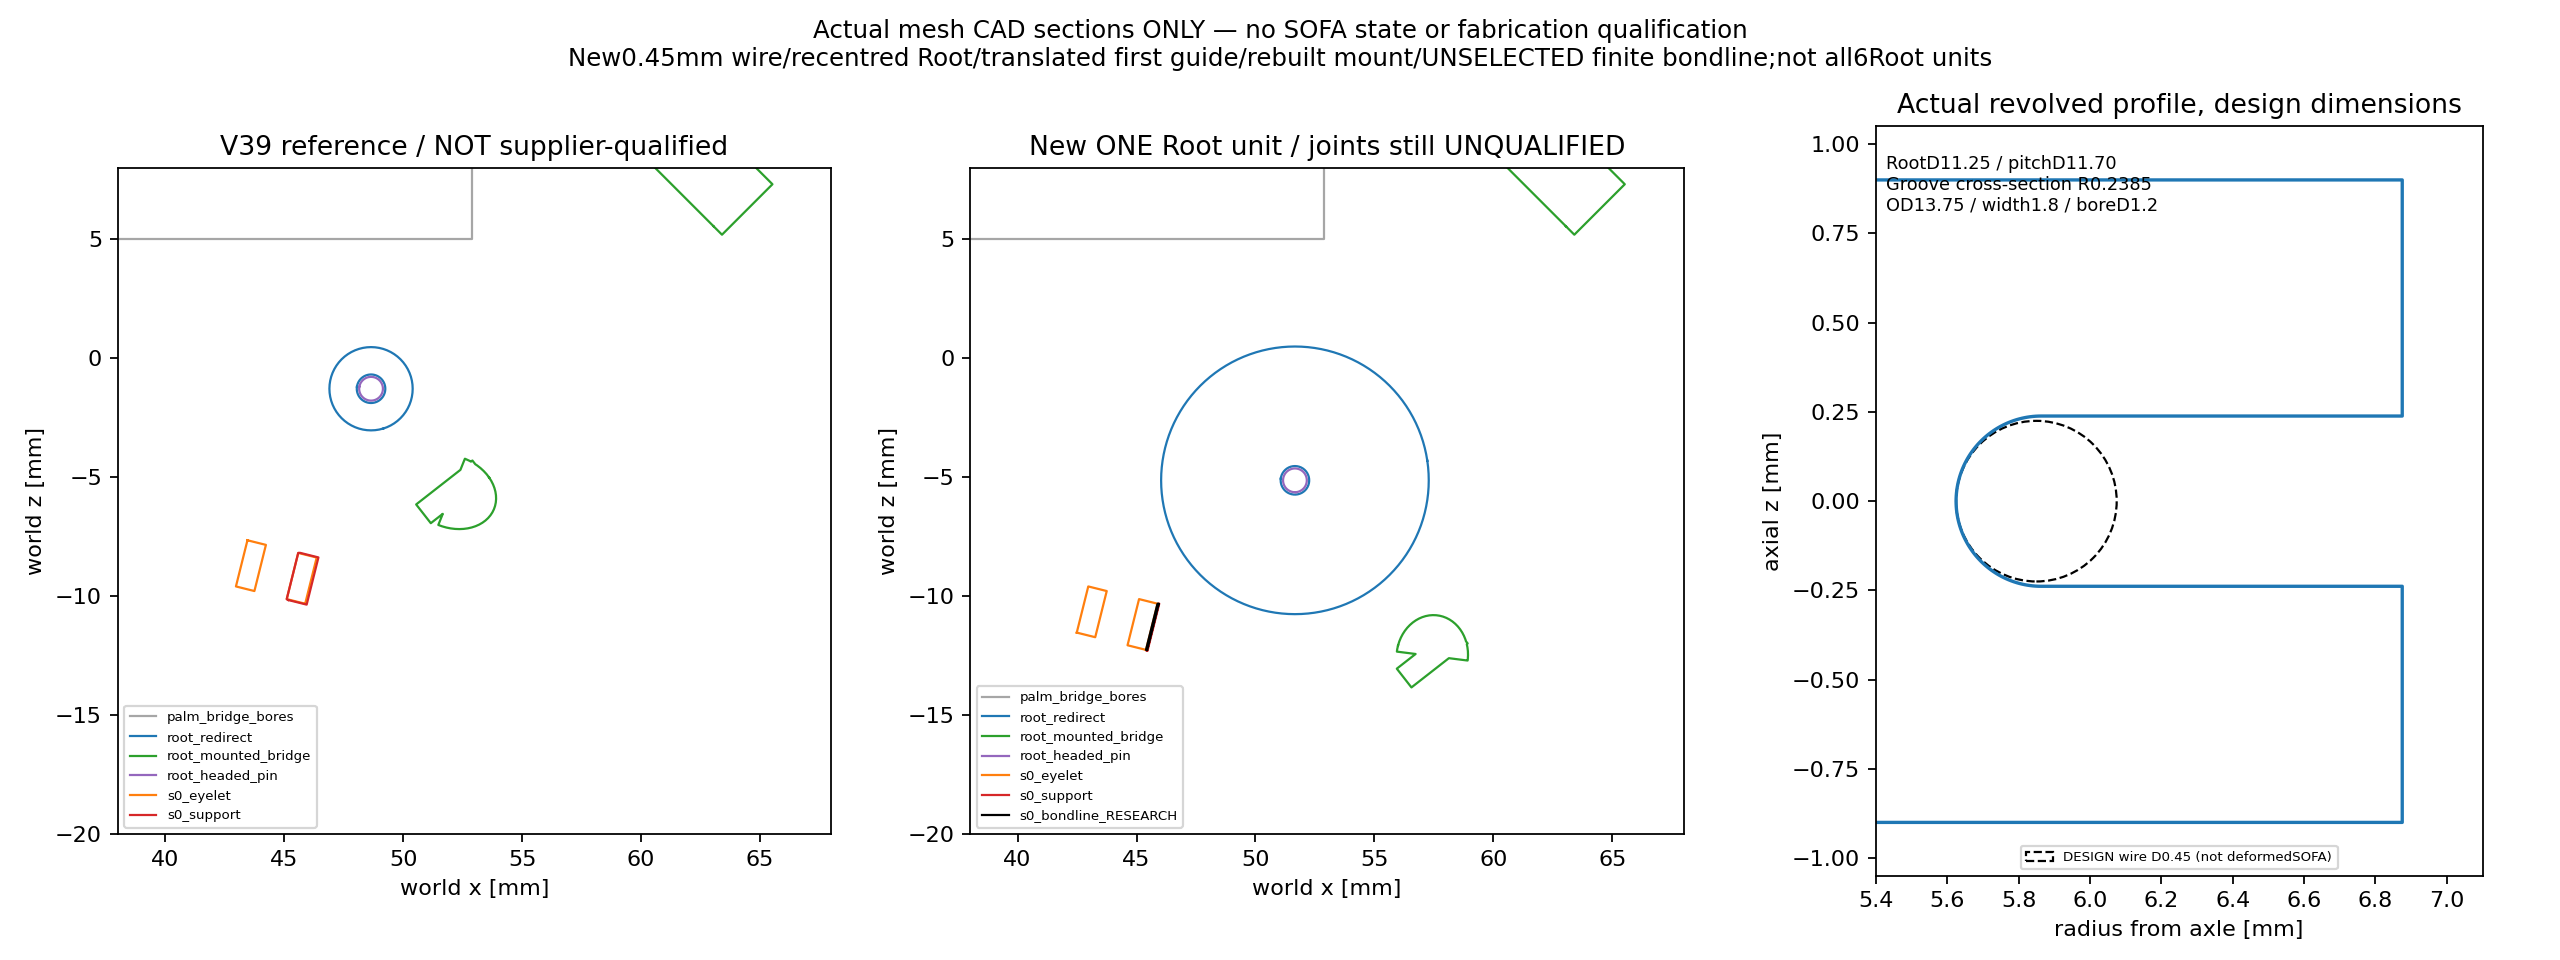 Actual mesh CAD sections ONLY — no SOFA state or fabrication qualification
New0.45mm wire/recentred Root/translated first guide/rebuilt mount/UNSELECTED finite bondline;not all6Root units
V39 reference / NOT supplier-qualified
5
0
−5
−10
−15
−20
world z [mm]
palm_bridge_bores
root_redirect
root_mounted_bridge
root_headed_pin
s0_eyelet
s0_support
40
45
50
55
60
65
world x [mm]
New ONE Root unit / joints still UNQUALIFIED
5
0
−5
−10
−15
−20
world z [mm]
palm_bridge_bores
root_redirect
root_mounted_bridge
root_headed_pin
s0_eyelet
s0_support
s0_bondline_RESEARCH
40
45
50
55
60
65
world x [mm]
Actual revolved profile, design dimensions
RootD11.25 / pitchD11.70
Groove cross-section R0.2385
OD13.75 / width1.8 / boreD1.2
1.00
0.75
0.50
0.25
0.00
−0.25
−0.50
−0.75
−1.00
axial z [mm]
DESIGN wire D0.45 (not deformedSOFA)
5.4
5.6
5.8
6.0
6.2
6.4
6.6
6.8
7.0
radius from axle [mm]